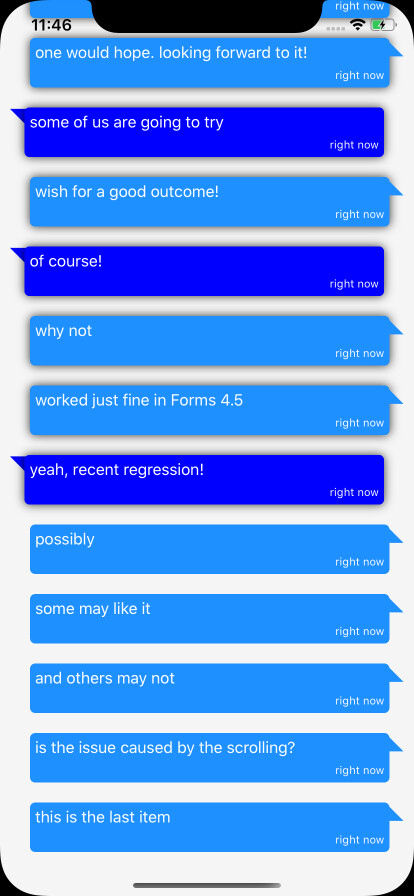 right now
11:46
one would hope. looking forward to it!
right now
some of us are going to try
right now
wish for a good outcome!
right now
of course!
right now
why not
right now
worked just fine in Forms 4.5
right now
yeah, recent regression!
right now
possibly
right now
some may like it
right now
and others may not
right now
is the issue caused by the scrolling?
right now
this is the last item
right now